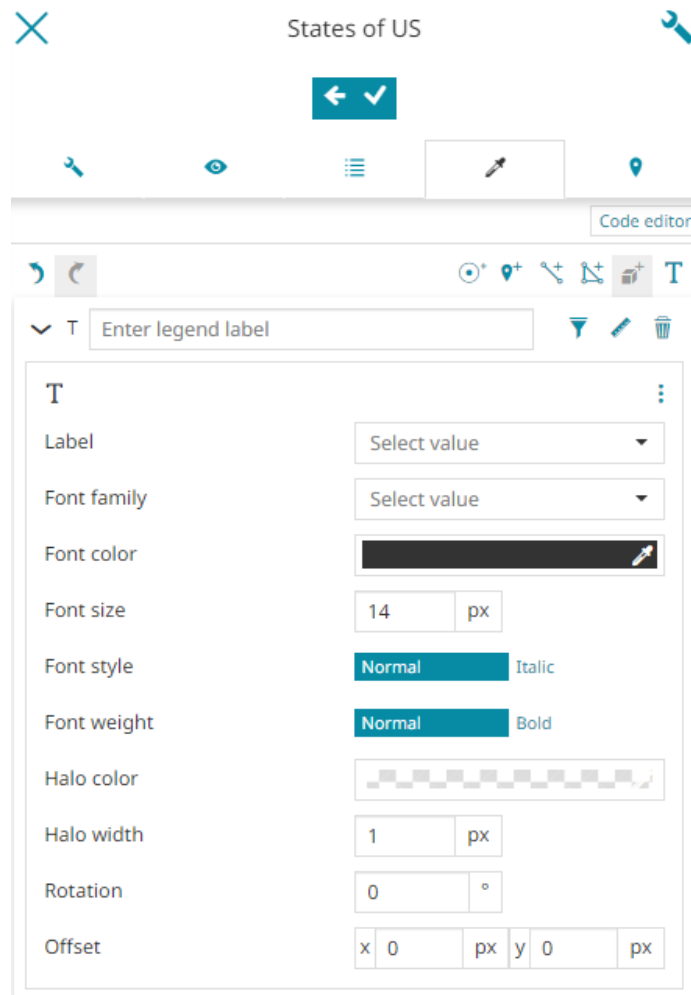 States of US
Code editor
T
T Enter legend label
T
Label Select value
Font family Select value
Font color
Font size 14 px
Font style Normal Italic
Font weight Normal Bold
Halo color
Halo width 1 px
Rotation 0 °
Offset x 0 px y 0 px